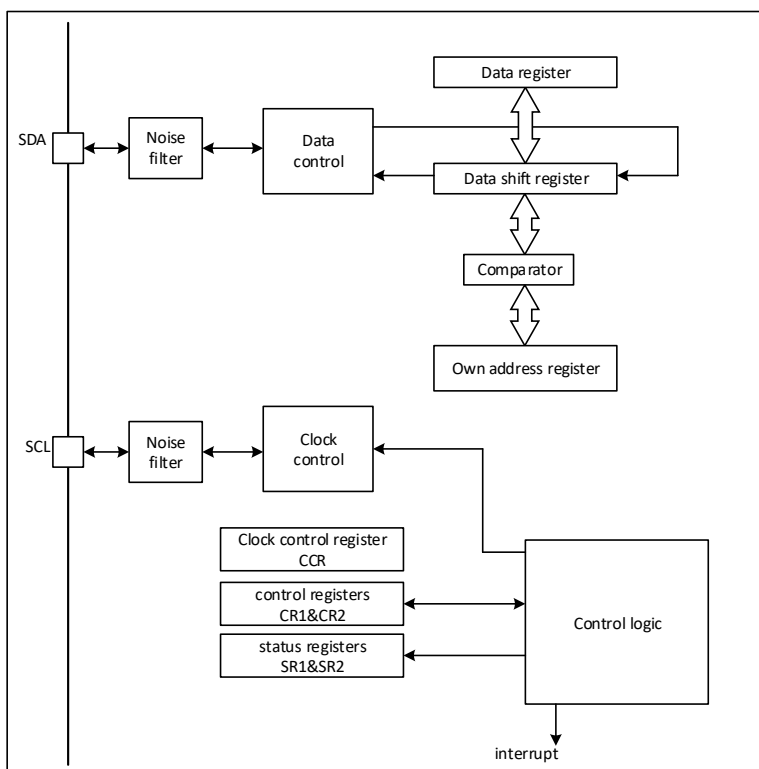 Data register
SDA
Noise
filter
Data
control
Data shift register
Comparator
Own address register
SCL
Noise
filter
Clock
control
Clock control register
CCR
control registers
CR1&CR2
Control logic
status registers
SR1&SR2
interrupt